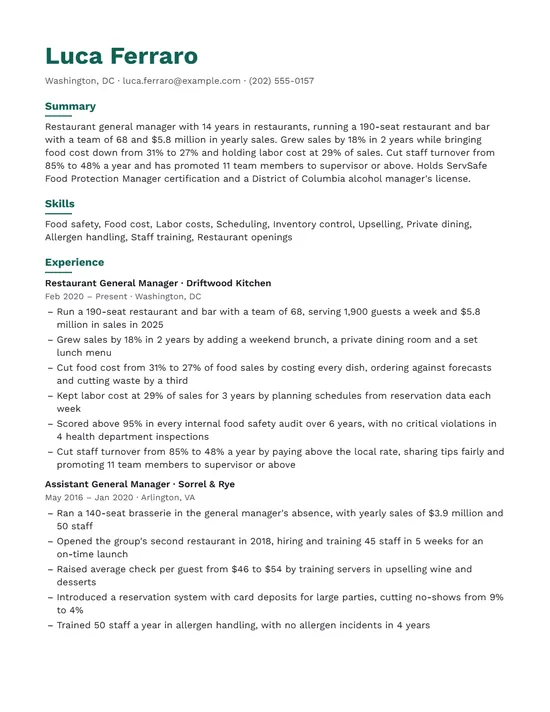 Luca Ferraro
Washington, DC · luca.ferraro@example.com · (202) 555-0157
Summary
Restaurant general manager with 14 years in restaurants, running a 190-seat restaurant and bar
with a team of 68 and $5.8 million in yearly sales. Grew sales by 18% in 2 years while bringing
food cost down from 31% to 27% and holding labor cost at 29% of sales. Cut staff turnover from
85% to 48% a year and has promoted 11 team members to supervisor or above. Holds ServSafe
Food Protection Manager certification and a District of Columbia alcohol manager's license.
Skills
Food safety, Food cost, Labor costs, Scheduling, Inventory control, Upselling, Private dining,
Allergen handling, Staff training, Restaurant openings
Experience
Restaurant General Manager · Driftwood Kitchen
Feb 2020 – Present · Washington, DC
– Run a 190-seat restaurant and bar with a team of 68, serving 1,900 guests a week and $5.8
million in sales in 2025
– Grew sales by 18% in 2 years by adding a weekend brunch, a private dining room and a set
lunch menu
– Cut food cost from 31% to 27% of food sales by costing every dish, ordering against forecasts
and cutting waste by a third
– Kept labor cost at 29% of sales for 3 years by planning schedules from reservation data each
week
– Scored above 95% in every internal food safety audit over 6 years, with no critical violations in
4 health department inspections
– Cut staff turnover from 85% to 48% a year by paying above the local rate, sharing tips fairly and
promoting 11 team members to supervisor or above
Assistant General Manager · Sorrel & Rye
May 2016 – Jan 2020 · Arlington, VA
– Ran a 140-seat brasserie in the general manager's absence, with yearly sales of $3.9 million and
50 staff
– Opened the group's second restaurant in 2018, hiring and training 45 staff in 5 weeks for an
on-time launch
– Raised average check per guest from $46 to $54 by training servers in upselling wine and
desserts
– Introduced a reservation system with card deposits for large parties, cutting no-shows from 9%
to 4%
– Trained 50 staff a year in allergen handling, with no allergen incidents in 4 years